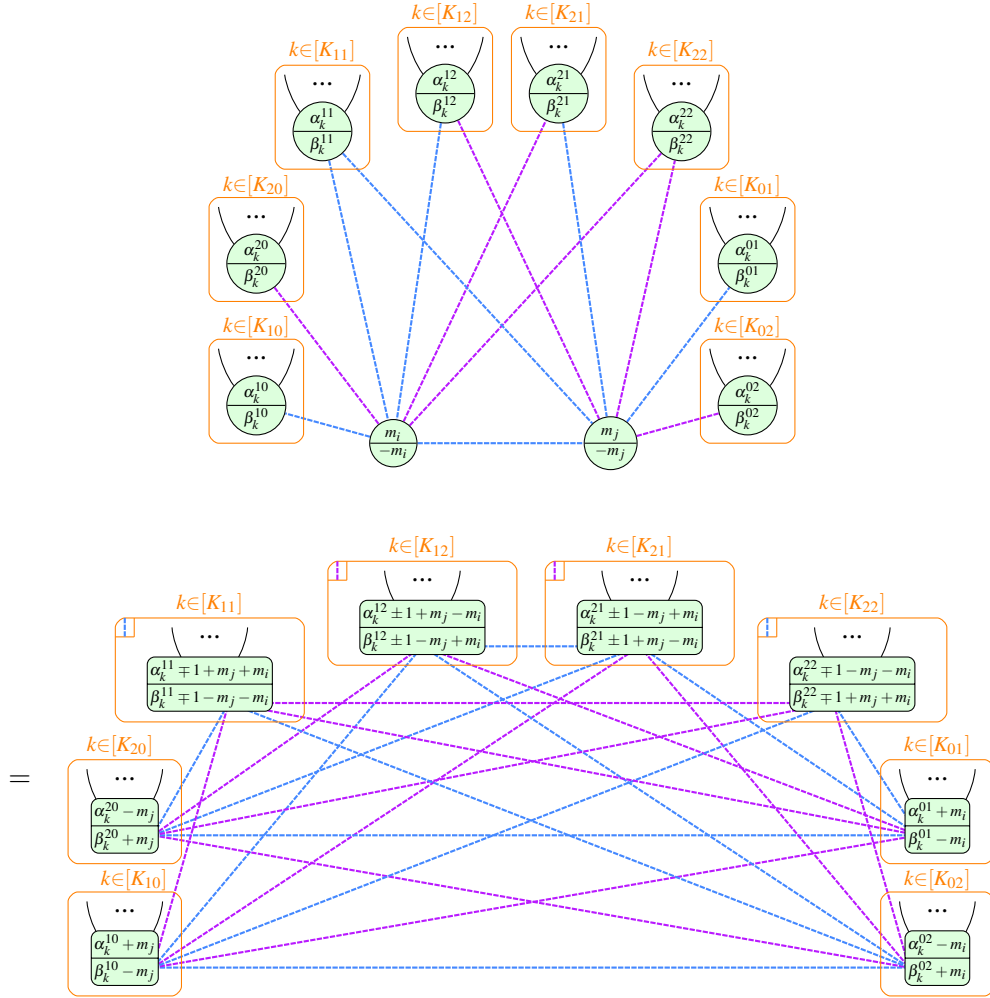 k∈[K₁₂] k∈[K₂₁]
k∈[K₁₁] ... ... k∈[K₂₂]
... α_k^{12} α_k^{21} ...
α_k^{11} β_k^{12} β_k^{21} α_k^{22}
β_k^{11} β_k^{22}
k∈[K₂₀] k∈[K₀₁]
... ...
α_k^{20} α_k^{01}
β_k^{20} β_k^{01}
k∈[K₁₀] k∈[K₀₂]
... ...
α_k^{10} α_k^{02}
β_k^{10} β_k^{02}
m_i m_j
−m_i −m_j
k∈[K₁₂] k∈[K₂₁]
... ...
k∈[K₁₁] α_k^{12} ± 1 + m_j − m_i α_k^{21} ± 1 − m_j + m_i k∈[K₂₂]
... β_k^{12} ± 1 − m_j + m_i β_k^{21} ± 1 + m_j − m_i ...
α_k^{11} ∓ 1 + m_j + m_i α_k^{22} ∓ 1 − m_j − m_i
β_k^{11} ∓ 1 − m_j − m_i β_k^{22} ∓ 1 + m_j + m_i
k∈[K₂₀] k∈[K₀₁]
= ... ...
α_k^{20} − m_j α_k^{01} + m_i
β_k^{20} + m_j β_k^{01} − m_i
k∈[K₁₀] k∈[K₀₂]
... ...
α_k^{10} + m_j α_k^{02} − m_i
β_k^{10} − m_j β_k^{02} + m_i